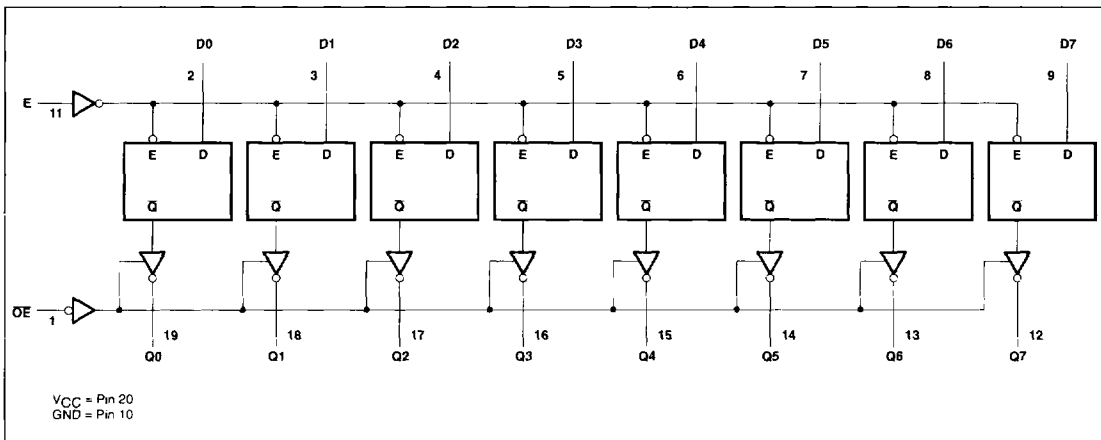 D0 D1 D2 D3 D4 D5 D6 D7
2 3 4 5 6 7 8 9
E
11
E D E D E D E D E D E D E D E D
Q̅ Q̅ Q̅ Q̅ Q̅ Q̅ Q̅ Q̅
O̅E̅
1
19 18 17 16 15 14 13 12
Q0 Q1 Q2 Q3 Q4 Q5 Q6 Q7
VCC = Pin 20
GND = Pin 10